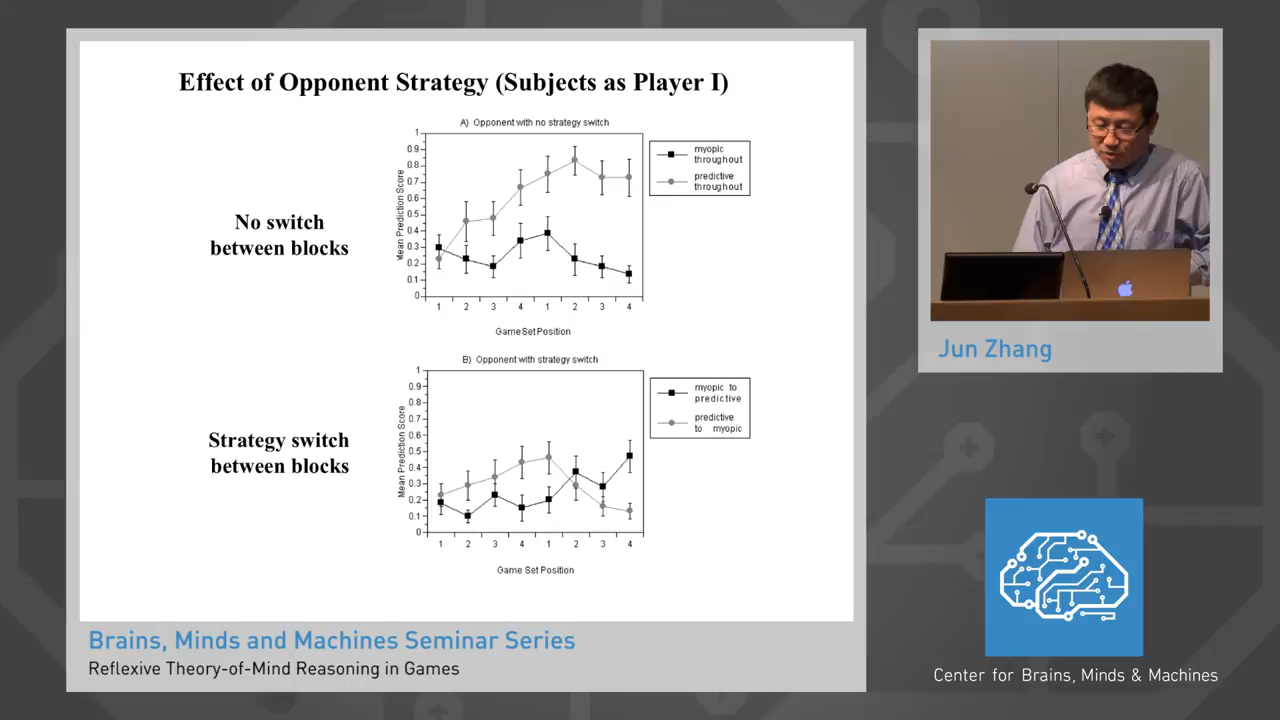 Effect of Opponent Strategy (Subjects as Player I)
A) Opponent with no strategy switch
No switch
between blocks
Mean Prediction Score
1
0.9
0.8
0.7
0.6
0.5
0.4
0.3
0.2
0.1
0
1 2 3 4 1 2 3 4
Game Set Position
myopic
throughout
predictive
throughout
B) Opponent with strategy switch
Strategy switch
between blocks
Mean Prediction Score
1
0.9
0.8
0.7
0.6
0.5
0.4
0.3
0.2
0.1
0
1 2 3 4 1 2 3 4
Game Set Position
myopic to
predictive
predictive
to myopic
Jun Zhang
Brains, Minds and Machines Seminar Series
Reflexive Theory-of-Mind Reasoning in Games
Center for Brains, Minds & Machines